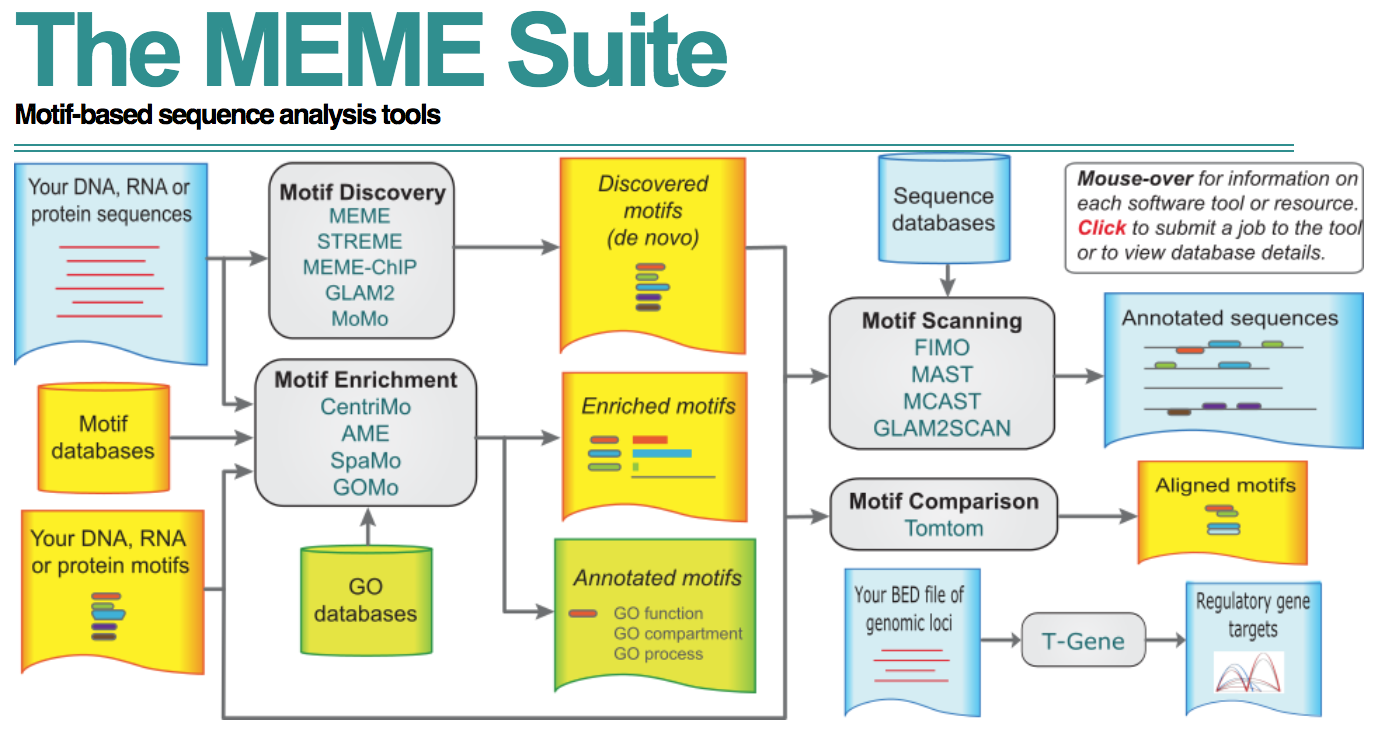 The MEME Suite
Motif-based sequence analysis tools
Your DNA, RNA or
protein sequences
Motif Discovery
MEME
STREME
MEME-ChIP
GLAM2
MoMo
Discovered
motifs
(de novo)
Sequence
databases
Mouse-over for information on
each software tool or resource.
Click to submit a job to the tool
or to view database details.
Motif
databases
Motif Enrichment
CentriMo
AME
SpaMo
GOMo
Enriched motifs
Motif Scanning
FIMO
MAST
MCAST
GLAM2SCAN
Annotated sequences
Your DNA, RNA
or protein motifs
GO
databases
Annotated motifs
GO function
GO compartment
GO process
Motif Comparison
Tomtom
Aligned motifs
Your BED file of
genomic loci
T-Gene
Regulatory gene
targets